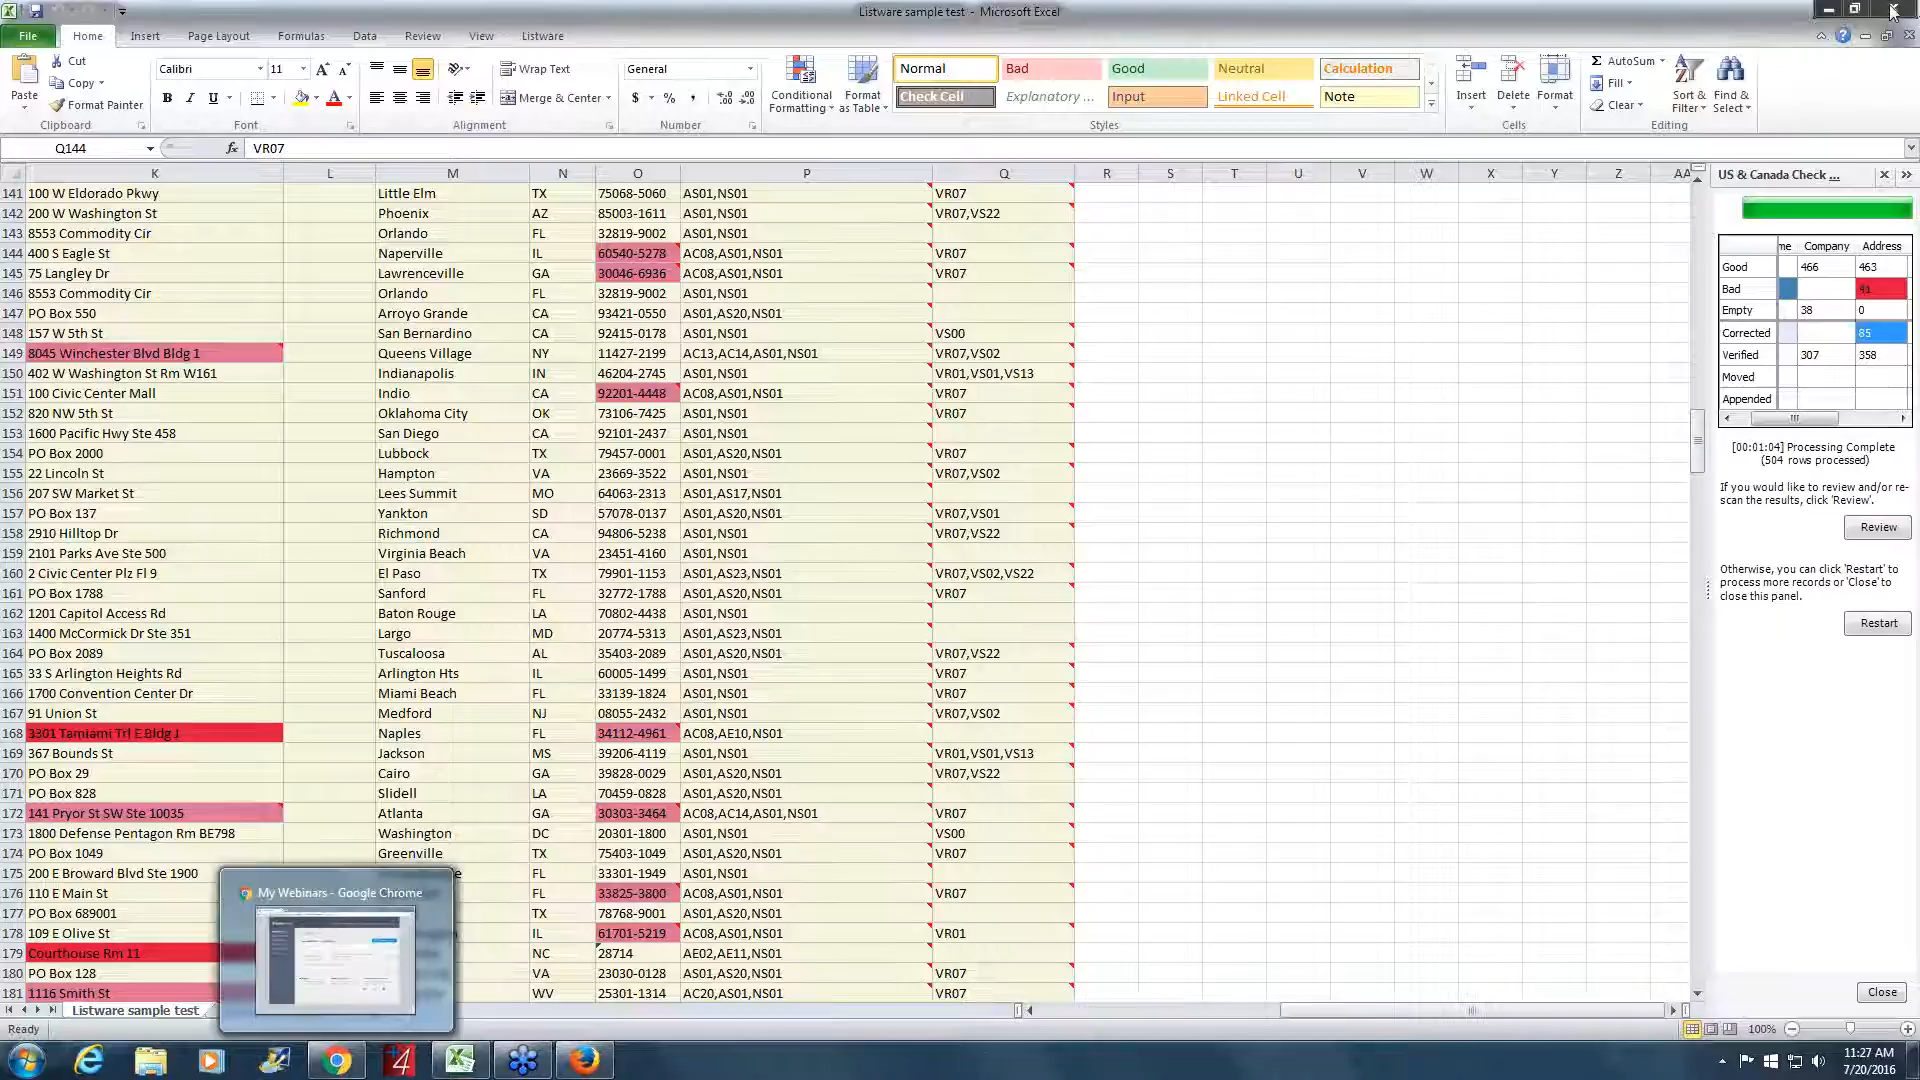 Listware sample test - Microsoft Excel
File Home Insert Page Layout Formulas Data Review View Listware
Paste Cut Copy Format Painter Clipboard
Calibri 11 B I U Font
Wrap Text Merge & Center Alignment
General $ % , Number
Conditional Formatting Format as Table
Normal Bad Good Neutral Calculation
Check Cell Explanatory ... Input Linked Cell Note
Styles
Insert Delete Format Cells
AutoSum Fill Clear Sort & Filter Find & Select Editing
Q144 fx VR07
K L M N O P Q R S T U V W X Y Z AA
141 100 W Eldorado Pkwy Little Elm TX 75068-5060 AS01,NS01 VR07
142 200 W Washington St Phoenix AZ 85003-1611 AS01,NS01 VR07,VS22
143 8553 Commodity Cir Orlando FL 32819-9002 AS01,NS01
144 400 S Eagle St Naperville IL 60540-5278 AC08,AS01,NS01 VR07
145 75 Langley Dr Lawrenceville GA 30046-6936 AC08,AS01,NS01 VR07
146 8553 Commodity Cir Orlando FL 32819-9002 AS01,NS01
147 PO Box 550 Arroyo Grande CA 93421-0550 AS01,AS20,NS01
148 157 W 5th St San Bernardino CA 92415-0178 AS01,NS01 VS00
149 8045 Winchester Blvd Bldg 1 Queens Village NY 11427-2199 AC13,AC14,AS01,NS01 VR07,VS02
150 402 W Washington St Rm W161 Indianapolis IN 46204-2745 AS01,NS01 VR01,VS01,VS13
151 100 Civic Center Mall Indio CA 92201-4448 AC08,AS01,NS01 VR07
152 820 NW 5th St Oklahoma City OK 73106-7425 AS01,NS01 VR07
153 1600 Pacific Hwy Ste 458 San Diego CA 92101-2437 AS01,NS01
154 PO Box 2000 Lubbock TX 79457-0001 AS01,AS20,NS01 VR07
155 22 Lincoln St Hampton VA 23669-3522 AS01,NS01 VR07,VS02
156 207 SW Market St Lees Summit MO 64063-2313 AS01,AS17,NS01
157 PO Box 137 Yankton SD 57078-0137 AS01,AS20,NS01 VR07,VS01
158 2910 Hilltop Dr Richmond CA 94806-5238 AS01,NS01 VR07,VS22
159 2101 Parks Ave Ste 500 Virginia Beach VA 23451-4160 AS01,NS01
160 2 Civic Center Plz Fl 9 El Paso TX 79901-1153 AS01,AS23,NS01 VR07,VS02,VS22
161 PO Box 1788 Sanford FL 32772-1788 AS01,AS20,NS01 VR07
162 1201 Capitol Access Rd Baton Rouge LA 70802-4438 AS01,NS01
163 1400 McCormick Dr Ste 351 Largo MD 20774-5313 AS01,AS23,NS01
164 PO Box 2089 Tuscaloosa AL 35403-2089 AS01,AS20,NS01 VR07,VS22
165 33 S Arlington Heights Rd Arlington Hts IL 60005-1499 AS01,NS01 VR07
166 1700 Convention Center Dr Miami Beach FL 33139-1824 AS01,NS01 VR07
167 91 Union St Medford NJ 08055-2432 AS01,NS01 VR07,VS02
168 3301 Tamiami Trl E Bldg J Naples FL 34112-4961 AC08,AE10,NS01
169 367 Bounds St Jackson MS 39206-4119 AS01,NS01 VR01,VS01,VS13
170 PO Box 29 Cairo GA 39828-0029 AS01,AS20,NS01 VR07,VS22
171 PO Box 828 Slidell LA 70459-0828 AS01,AS20,NS01
172 141 Pryor St SW Ste 10035 Atlanta GA 30303-3464 AC08,AC14,AS01,NS01 VR07
173 1800 Defense Pentagon Rm BE798 Washington DC 20301-1800 AS01,NS01 VS00
174 PO Box 1049 Greenville TX 75403-1049 AS01,AS20,NS01 VR07
175 200 E Broward Blvd Ste 1900 e FL 33301-1949 AS01,NS01
176 110 E Main St FL 33825-3800 AC08,AS01,NS01 VR07
177 PO Box 689001 TX 78768-9001 AS01,AS20,NS01
178 109 E Olive St IL 61701-5219 AC08,AS01,NS01 VR01
179 Courthouse Rm 11 NC 28714 AE02,AE11,NS01
180 PO Box 128 VA 23030-0128 AS01,AS20,NS01 VR07
181 1116 Smith St WV 25301-1314 AC20,AS01,NS01 VR07
My Webinars - Google Chrome
Listware sample test
Ready 100%
US & Canada Check ...
me Company Address
Good 466 463
Bad 41
Empty 38 0
Corrected 85
Verified 307 358
Moved
Appended
[00:01:04] Processing Complete
(504 rows processed)
If you would like to review and/or re-
scan the results, click 'Review'.
Review
Otherwise, you can click 'Restart' to
process more records or 'Close' to
close this panel.
Restart
Close
11:27 AM
7/20/2016